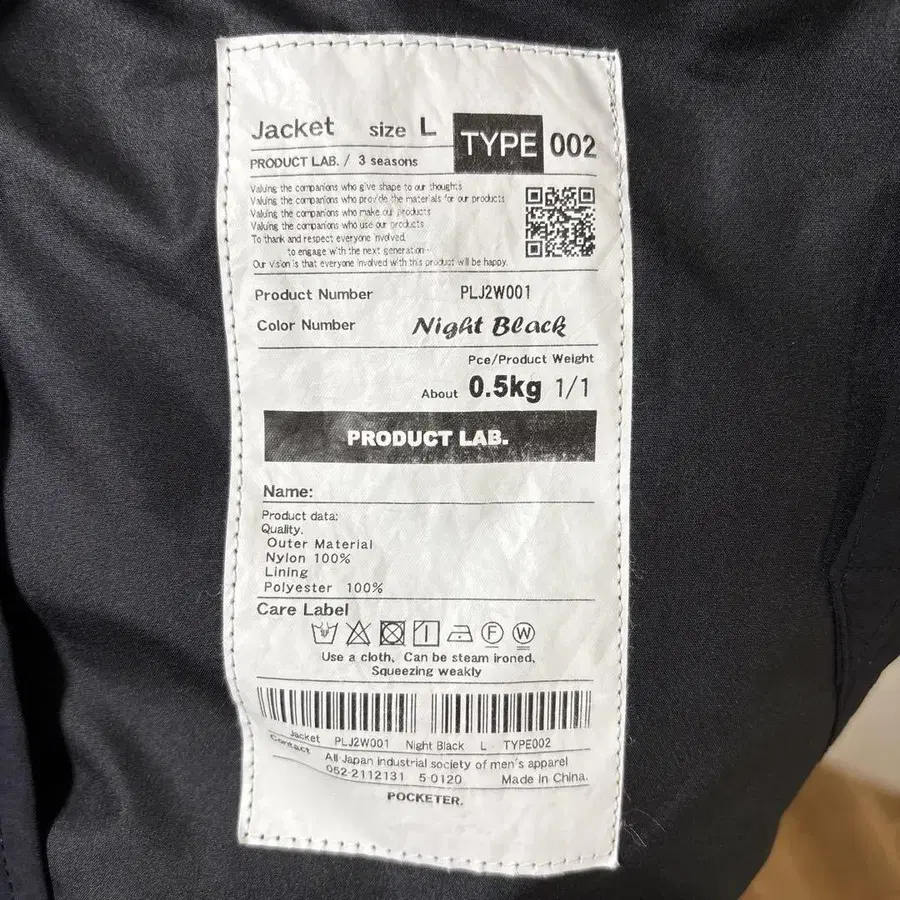 Jacket size L TYPE 002
PRODUCT LAB. / 3 seasons
Valuing the companions who give shape to our thoughts
Valuing the companions who provide the materials for our products
Valuing the companions who make our products
Valuing the companions who use our products
To thank and respect everyone involved,
to engage with the next generation
Our vision is that everyone involved with this product will be happy.
Product Number PLJ2W001
Color Number Night Black
Pce/Product Weight
About 0.5kg 1/1
PRODUCT LAB.
Name:
Product data:
Quality.
Outer Material
Nylon 100%
Lining
Polyester 100%
Care Label
F W
Use a cloth, Can be steam ironed,
Squeezing weakly
Jacket PLJ2W001 Night Black L TYPE002
Contact All Japan industrial society of men's apparel
052-2112131 5-0120 Made in China.
POCKETER.